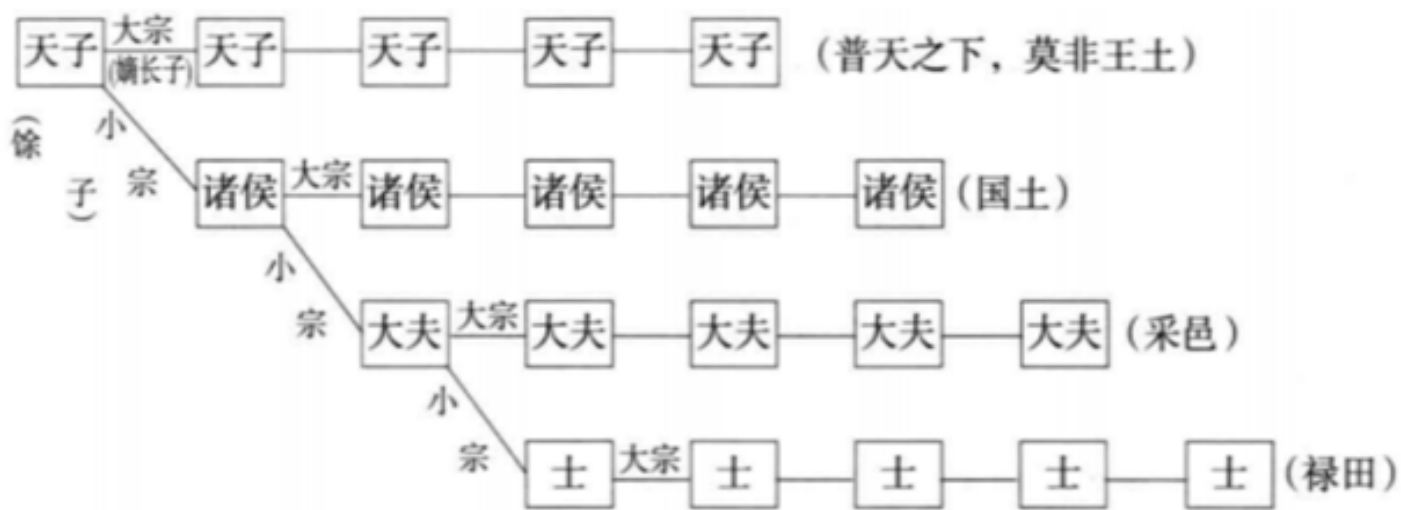 大宗
天子 天子 天子 天子 天子 (普天之下，莫非王土)
(嫡长子)
(馀子)
小宗
诸侯 大宗 诸侯 诸侯 诸侯 诸侯 (国土)
小宗
大夫 大宗 大夫 大夫 大夫 大夫 (采邑)
小宗
士 大宗 士 士 士 士 (禄田)